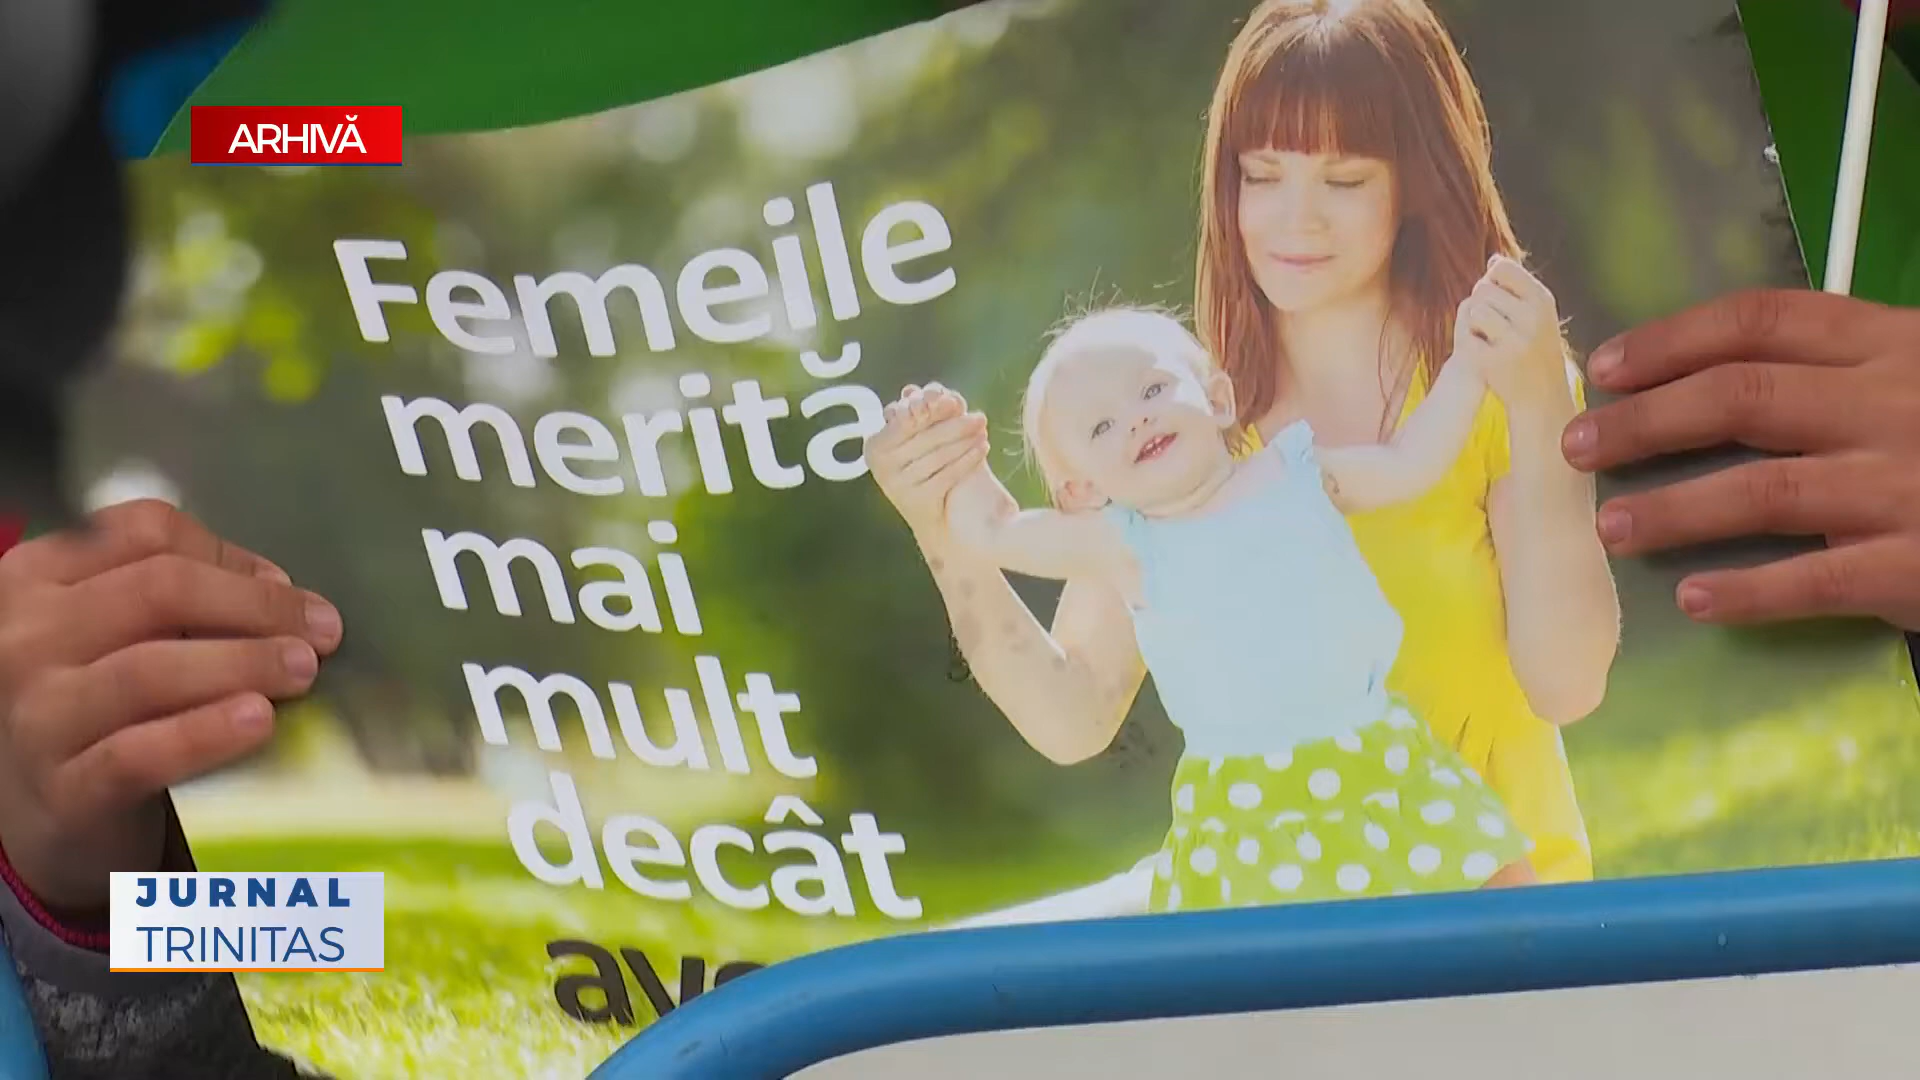 ARHIVĂ
Femeile
merită
mai
mult
decât
JURNAL
TRINITAS